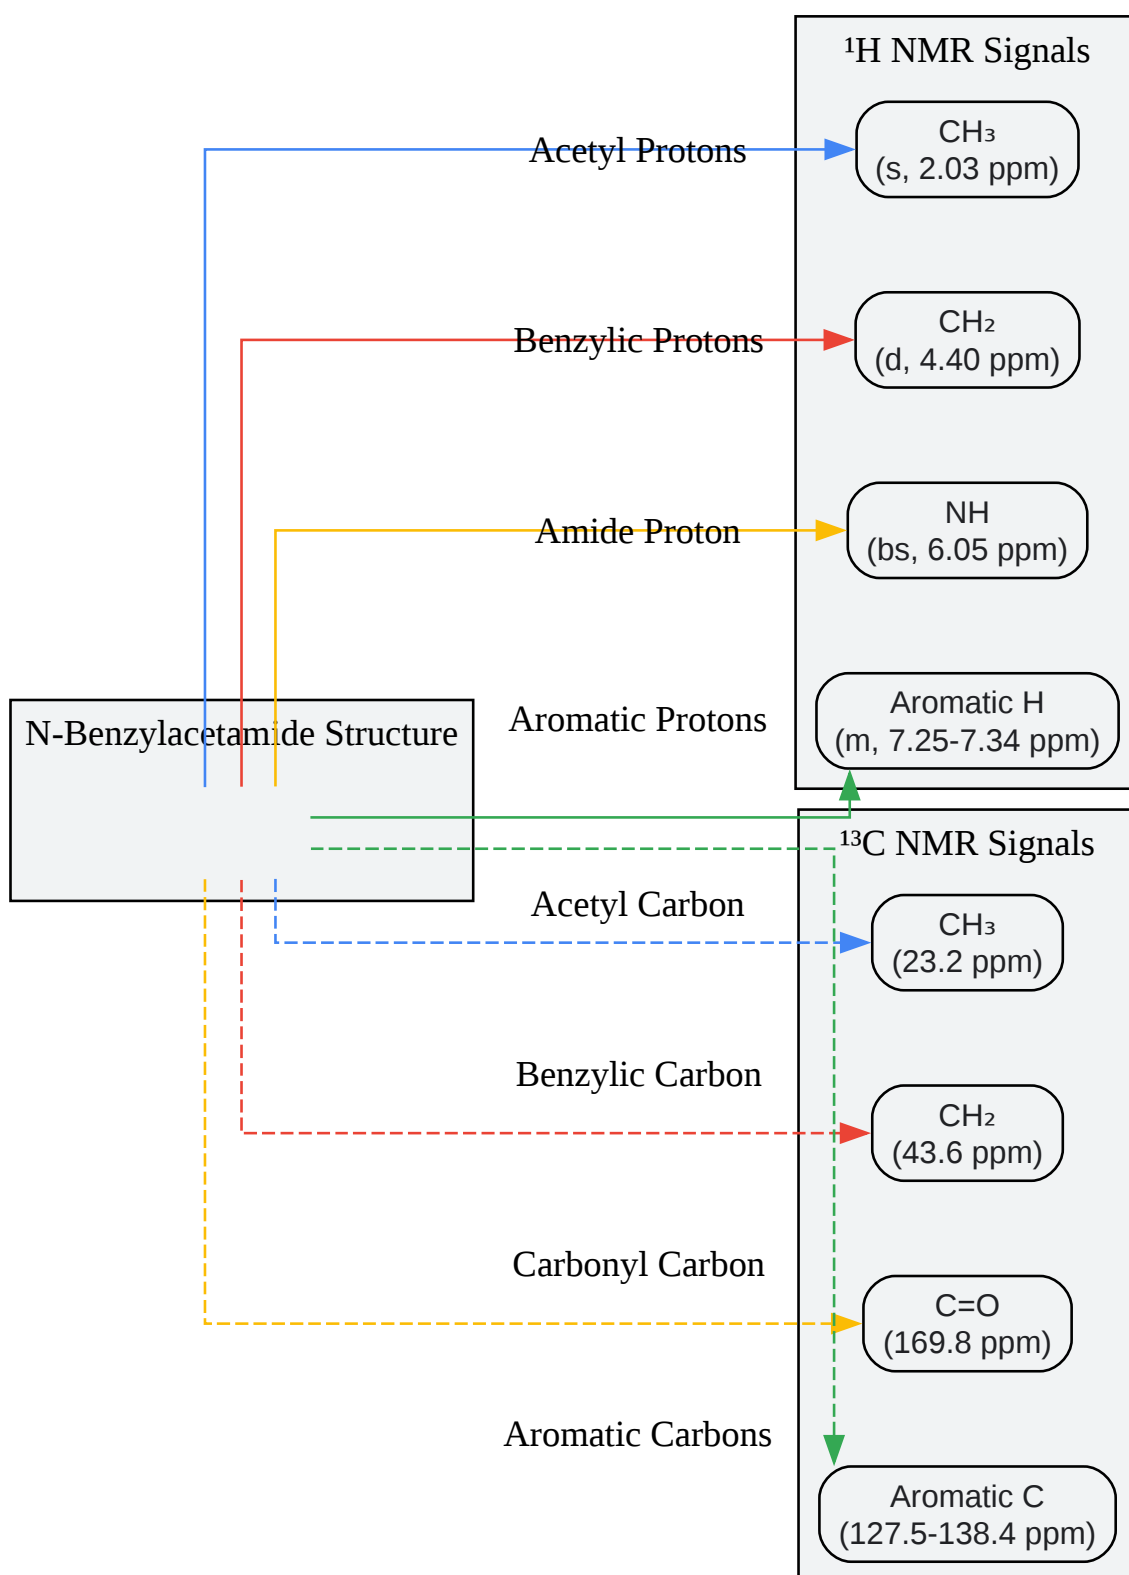 ¹H NMR Signals
CH₃
(s, 2.03 ppm)
Acetyl Protons
CH₂
(d, 4.40 ppm)
Benzylic Protons
NH
(bs, 6.05 ppm)
Amide Proton
Aromatic H
(m, 7.25-7.34 ppm)
Aromatic Protons
N-Benzylacetamide Structure
¹³C NMR Signals
CH₃
(23.2 ppm)
Acetyl Carbon
CH₂
(43.6 ppm)
Benzylic Carbon
C=O
(169.8 ppm)
Carbonyl Carbon
Aromatic C
(127.5-138.4 ppm)
Aromatic Carbons